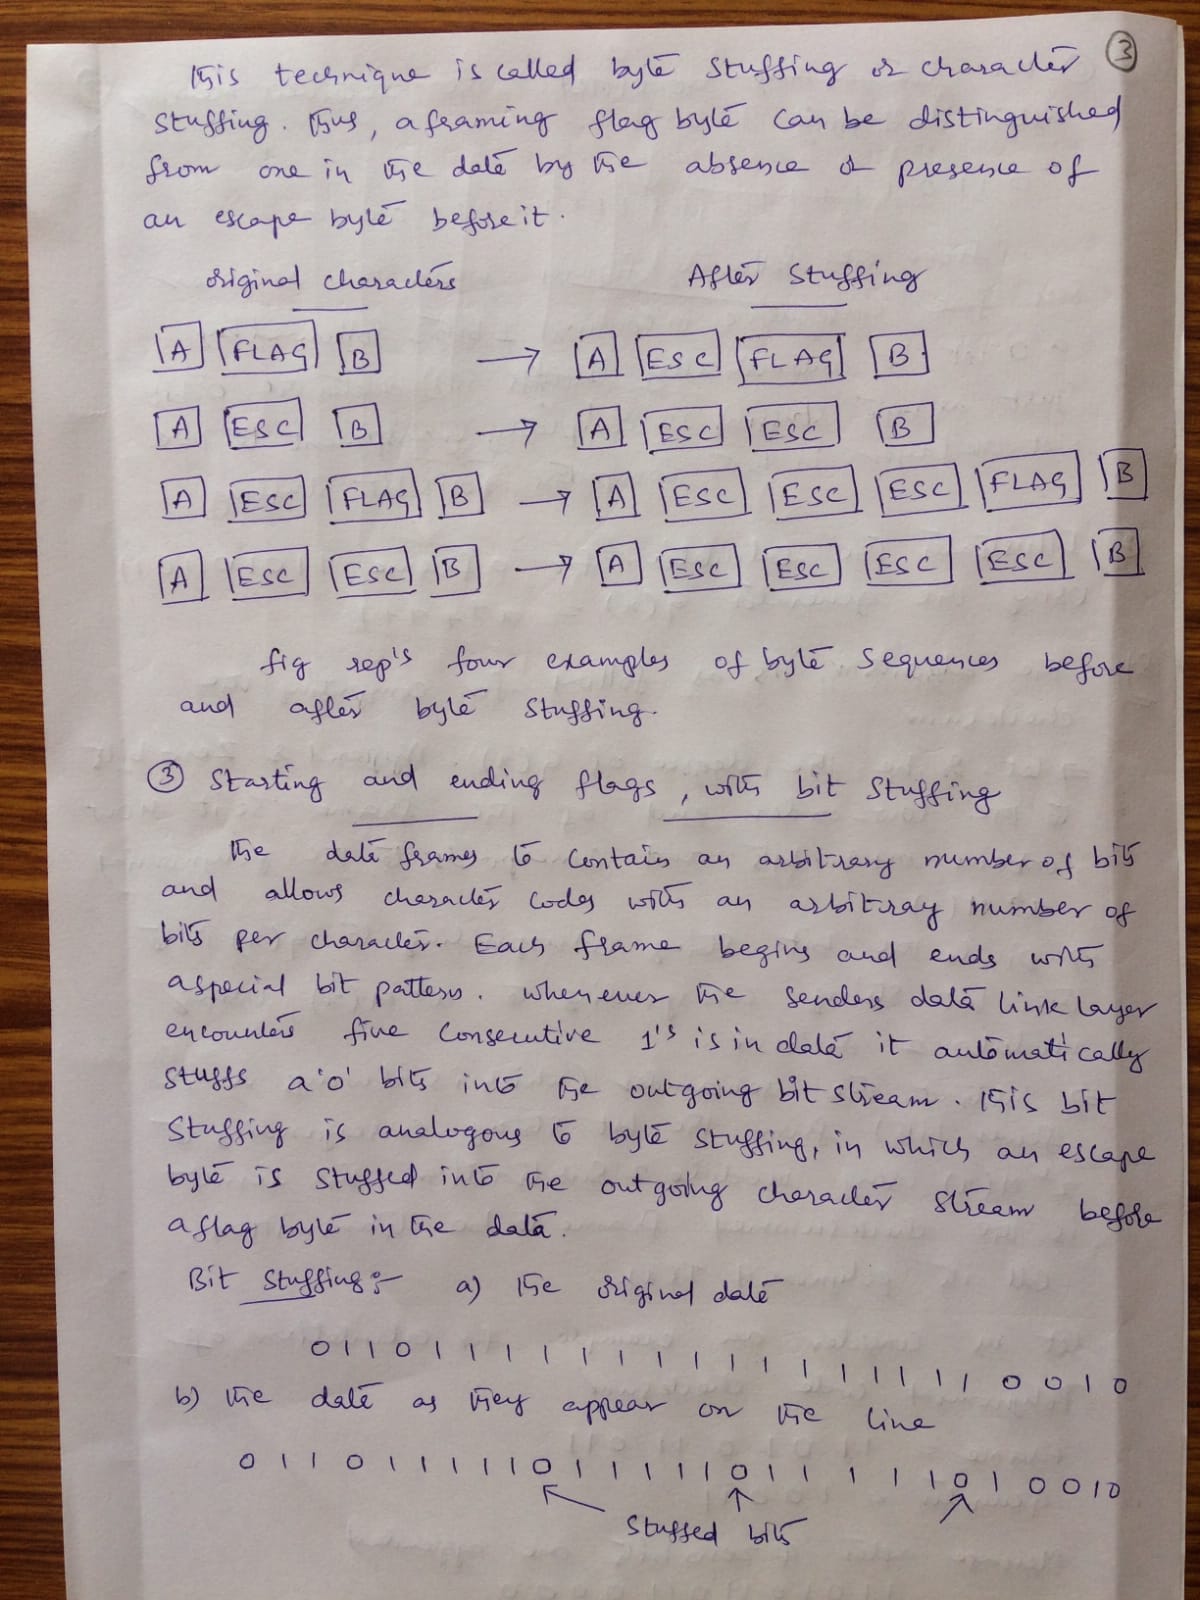 ③
This technique is called byte stuffing or character
stuffing. Thus, a framing flag byte can be distinguished
from one in the data by the absence or presence of
an escape byte before it.
original characters After Stuffing
A FLAG B → A ESC FLAG B
A ESC B → A ESC ESC B
A ESC FLAG B → A ESC ESC ESC FLAG B
A ESC ESC B → A ESC ESC ESC ESC B
fig rep's four examples of byte sequences before
and after byte stuffing.
③ Starting and ending flags, with bit stuffing
The data frames to contain an arbitrary number of bits
and allows character codes with an arbitray number of
bits per character. Each frame begins and ends with
a special bit pattern. Whenever the senders data link layer
encounters five consecutive 1's is in data it automatically
stuffs a '0' bits into the outgoing bit stream. This bit
stuffing is analogous to byte stuffing, in which an escape
byte is stuffed into the outgoing character stream before
a flag byte in the data.
Bit Stuffing:- a) The original data
0 1 1 0 1 1 1 1 1 1 1 1 1 1 1 1 1 1 1 1 0 0 1 0
b) The data as they appear on the line
0 1 1 0 1 1 1 1 1 0 1 1 1 1 1 0 1 1 1 1 1 0 1 0 0 1 0
Stuffed bits